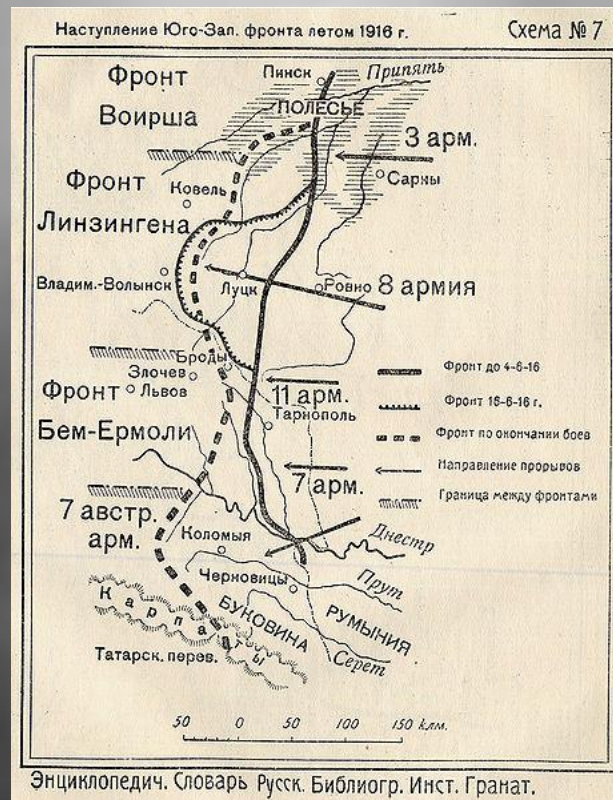 Наступление Юго-Зап. фронта летом 1916 г.
Схема № 7
Фронт
Воирша
Пинск
Припять
ПОЛЕСЬЕ
3 арм.
Сарны
Фронт
Линзингена
Ковель
Владим.-Волынск
Луцк
Ровно
8 армия
Броды
Злочев
Львов
Фронт
Бем-Ермоли
11 арм.
Тарнополь
7 арм.
Фронт до 4-6-16
Фронт 16-6-16 г.
Фронт по окончании боев
Направление прорывов
Граница между фронтами
7 австр.
арм.
Коломыя
Днестр
Черновицы
Прут
Карпаты
БУКОВИНА
РУМЫНИЯ
Серет
Татарск. перев.
50 0 50 100 150 клм.
Энциклопедич. Словарь Русск. Библиогр. Инст. Гранат.